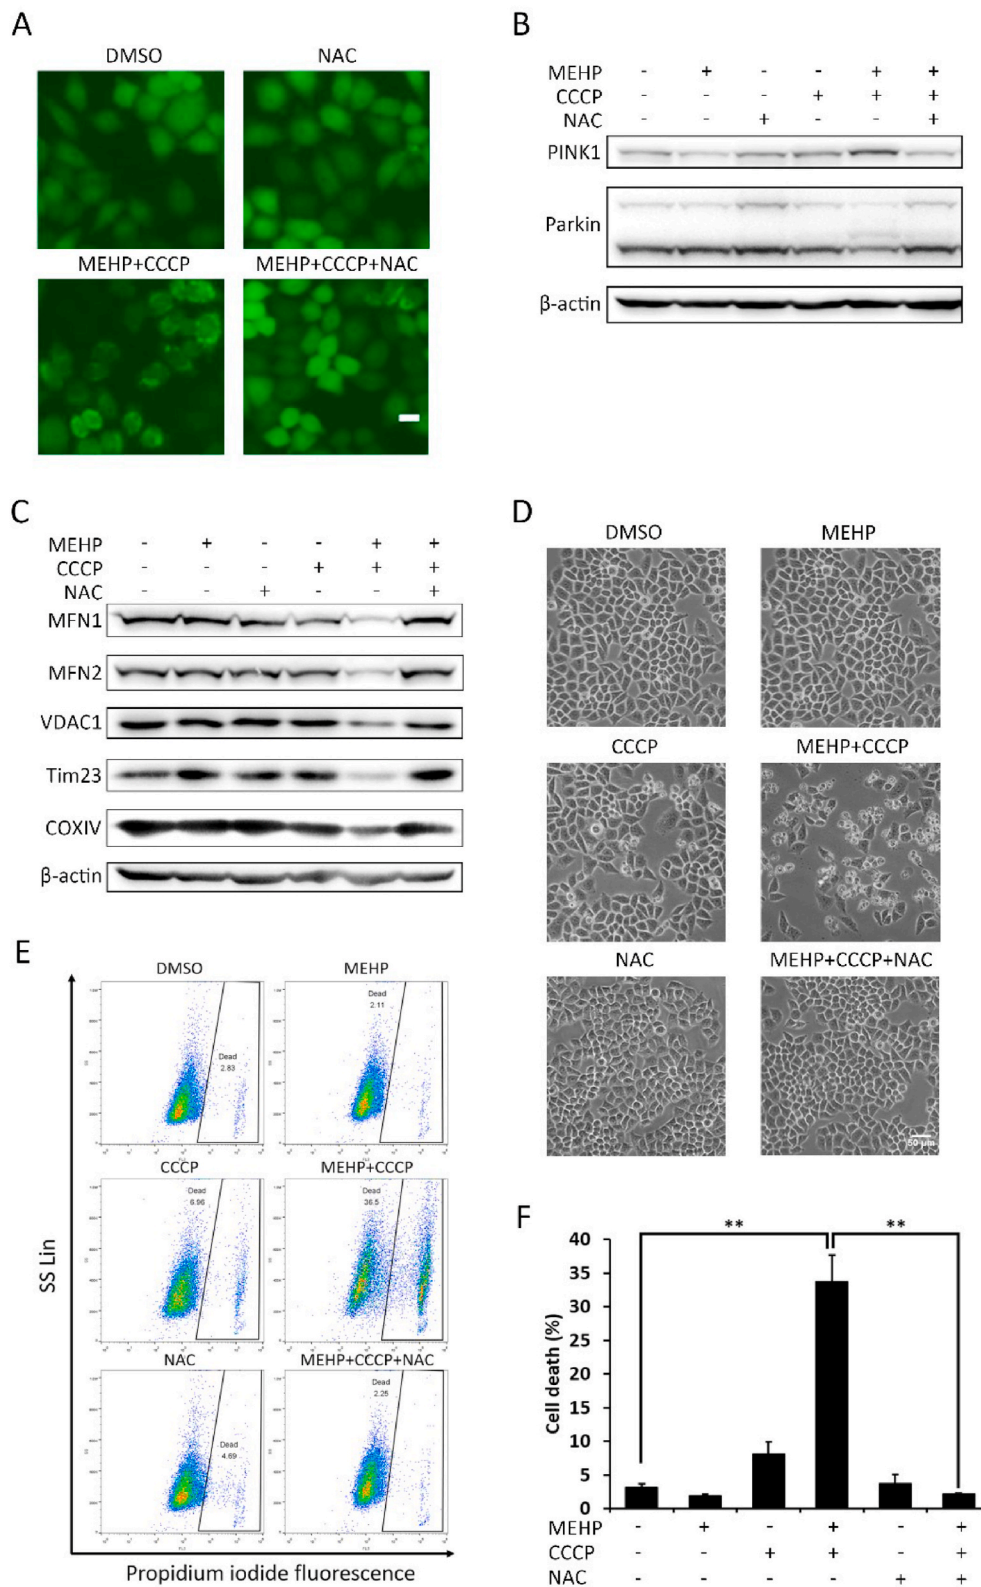 A
DMSO
NAC
MEHP+CCCP
MEHP+CCCP+NAC
B
MEHP - + - - + +
CCCP - - - + + +
NAC - - + - - +
PINK1
Parkin
β-actin
C
MEHP - + - - + +
CCCP - - - + + +
NAC - - + - - +
MFN1
MFN2
VDAC1
Tim23
COXIV
β-actin
D
DMSO
MEHP
CCCP
MEHP+CCCP
NAC
MEHP+CCCP+NAC
50 μm
E
DMSO
MEHP
Dead
2.83
Dead
2.11
CCCP
MEHP+CCCP
Dead
6.96
Dead
36.5
NAC
MEHP+CCCP+NAC
Dead
4.69
Dead
2.25
SS Lin
Propidium iodide fluorescence
F
**
**
40
35
30
25
20
15
10
5
0
Cell death (%)
MEHP - + - + - +
CCCP - - + + - +
NAC - - - - + +